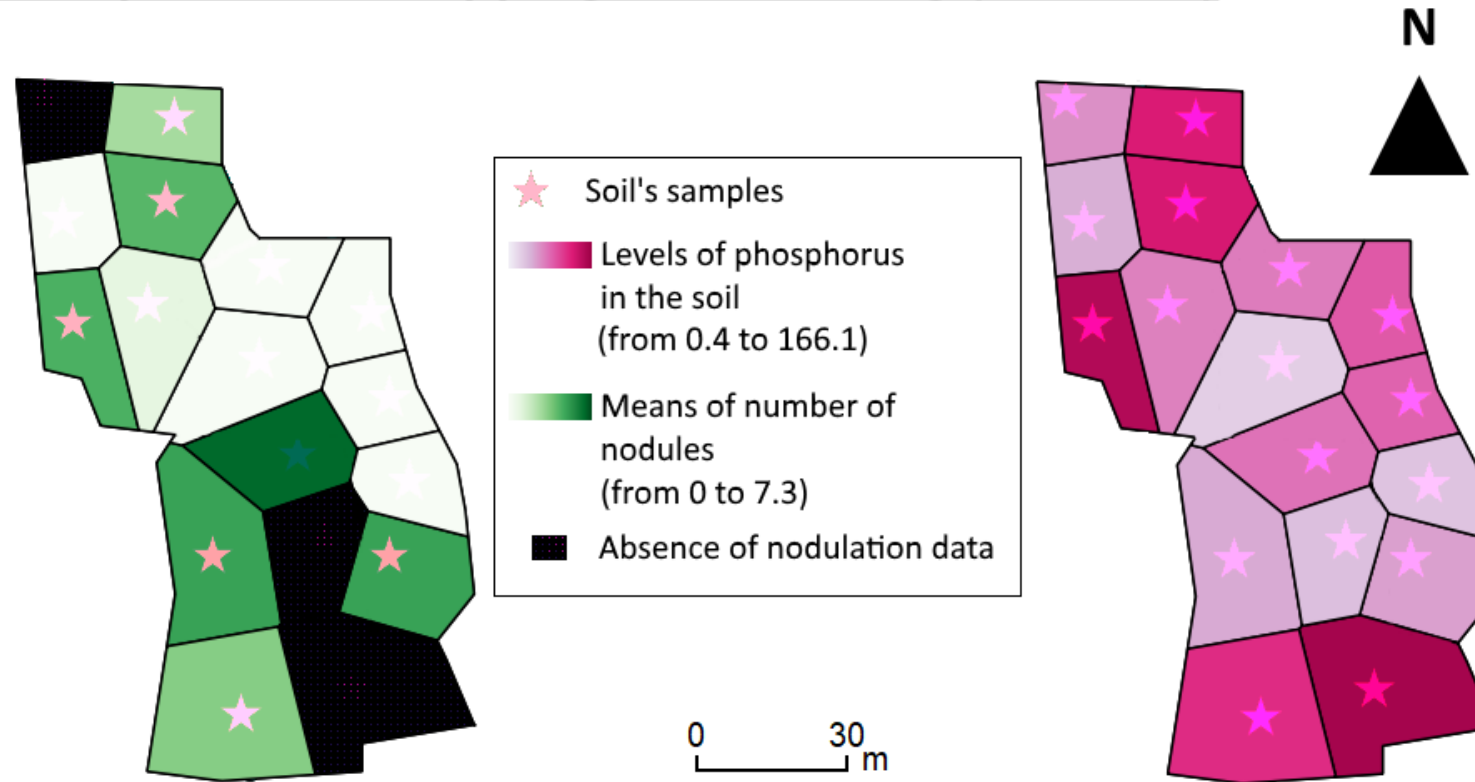 N
Soil's samples
Levels of phosphorus
in the soil
(from 0.4 to 166.1)
Means of number of
nodules
(from 0 to 7.3)
Absence of nodulation data
0 30
m